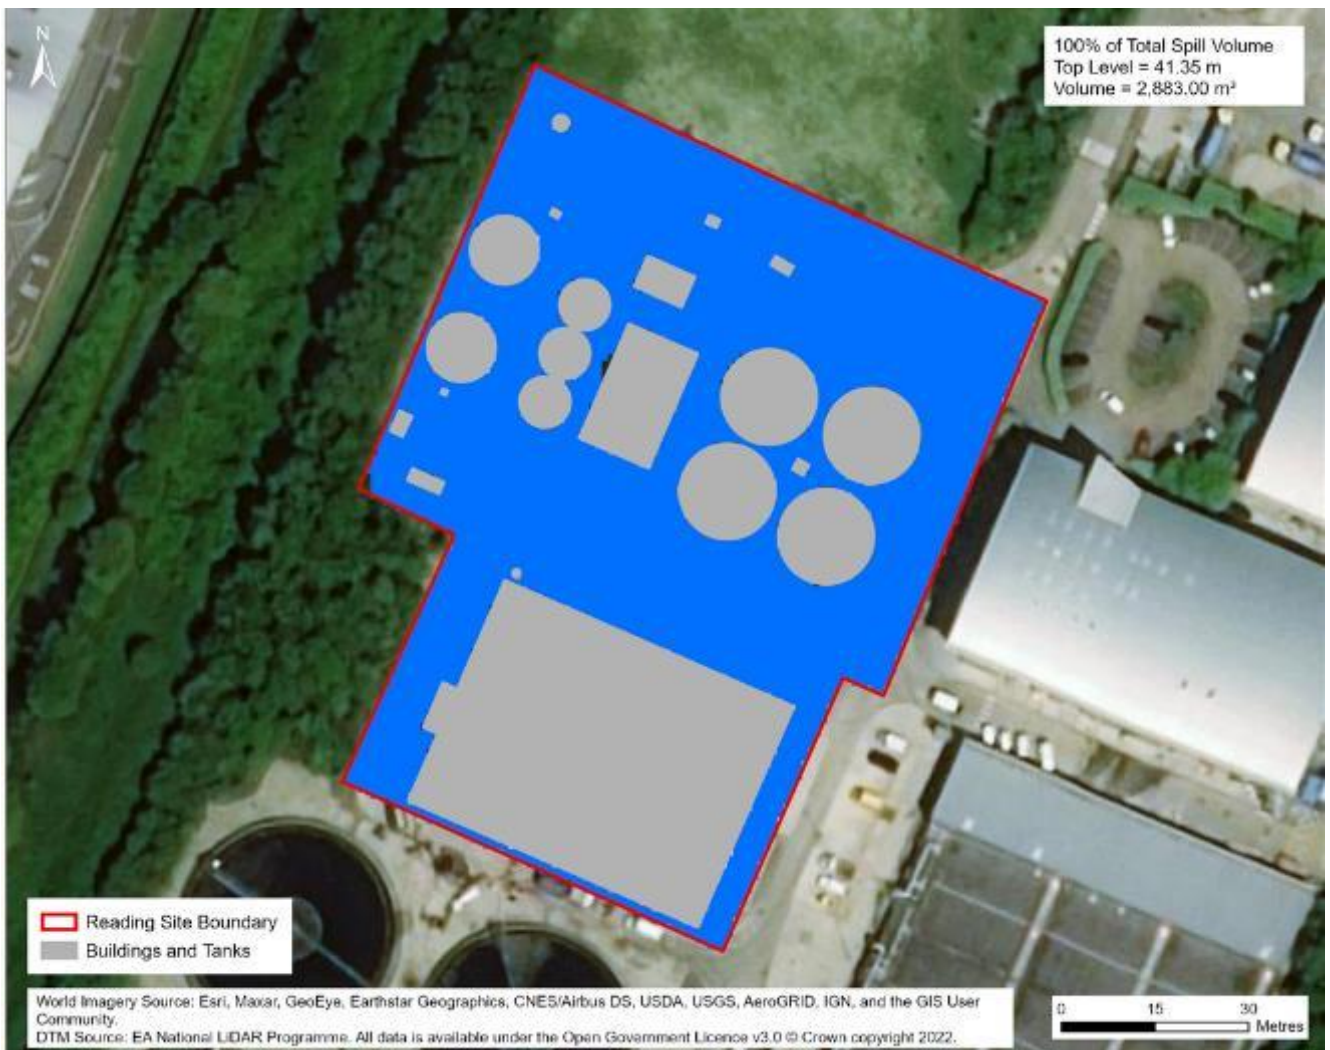 N
100% of Total Spill Volume
Top Level = 41.35 m
Volume = 2,883.00 m³
Reading Site Boundary
Buildings and Tanks
World Imagery Source: Esri, Maxar, GeoEye, Earthstar Geographics, CNES/Airbus DS, USDA, USGS, AeroGRID, IGN, and the GIS User
Community.
DTM Source: EA National LiDAR Programme. All data is available under the Open Government Licence v3.0 © Crown copyright 2022.
0 15 30
Metres